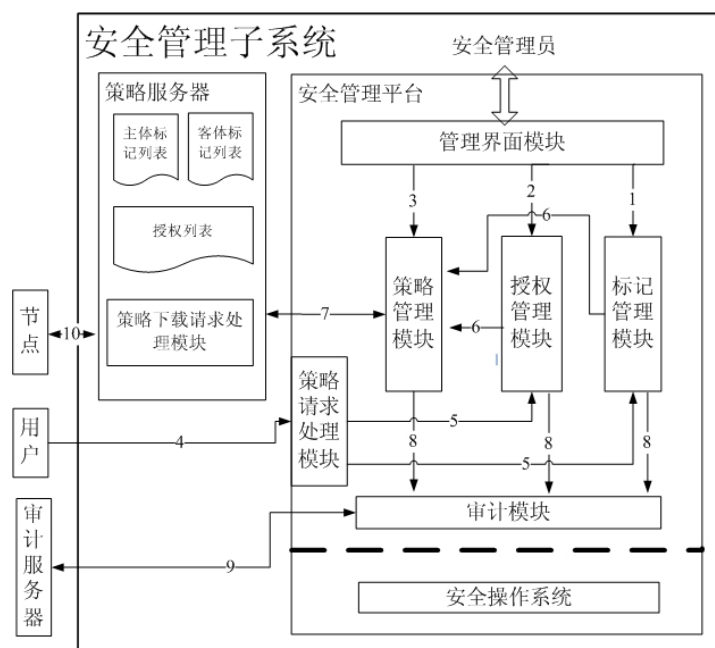 安全管理子系统
安全管理员
策略服务器
主体标
记列表
客体标
记列表
授权列表
策略下载请求处
理模块
安全管理平台
管理界面模块
3
2
1
6
策略
管理
模块
授权
管理
模块
标记
管理
模块
7
6
节点
10
策略
请求
处理
模块
用户
4
5
5
8
8
8
审计模块
审计服务器
9
安全操作系统